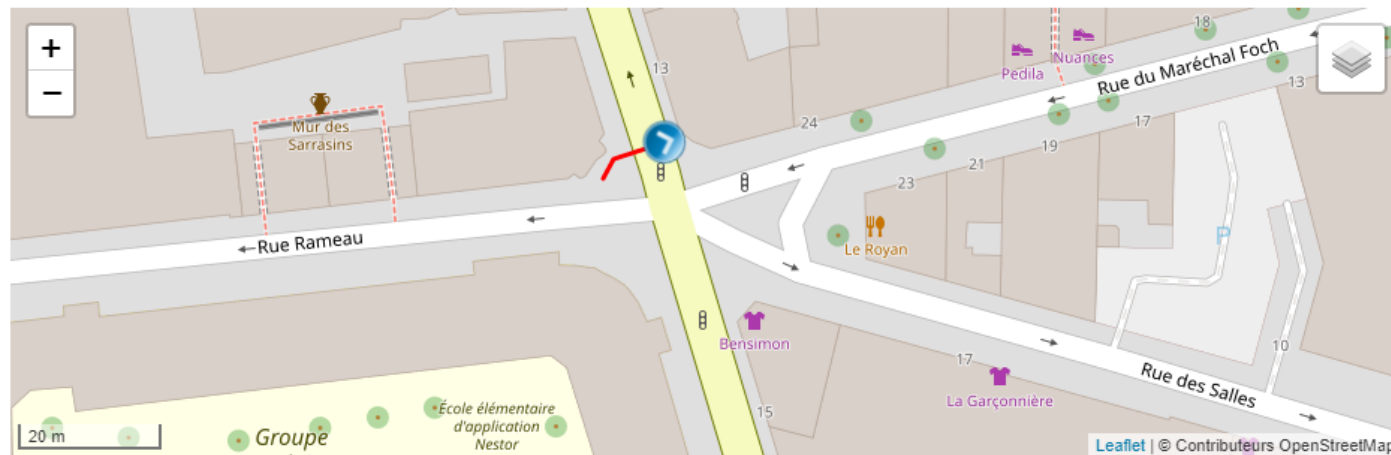 +
−
18
13
Nuances
Pedila
Rue du Maréchal Foch
13
Mur des
Sarrasins
24
17
19
21
23
P
Rue Rameau
Le Royan
Bensimon
10
17
Rue des Salles
La Garçonnière
15
École élémentaire
d'application
Nestor
Groupe
20 m
Leaflet | © Contributeurs OpenStreetMap